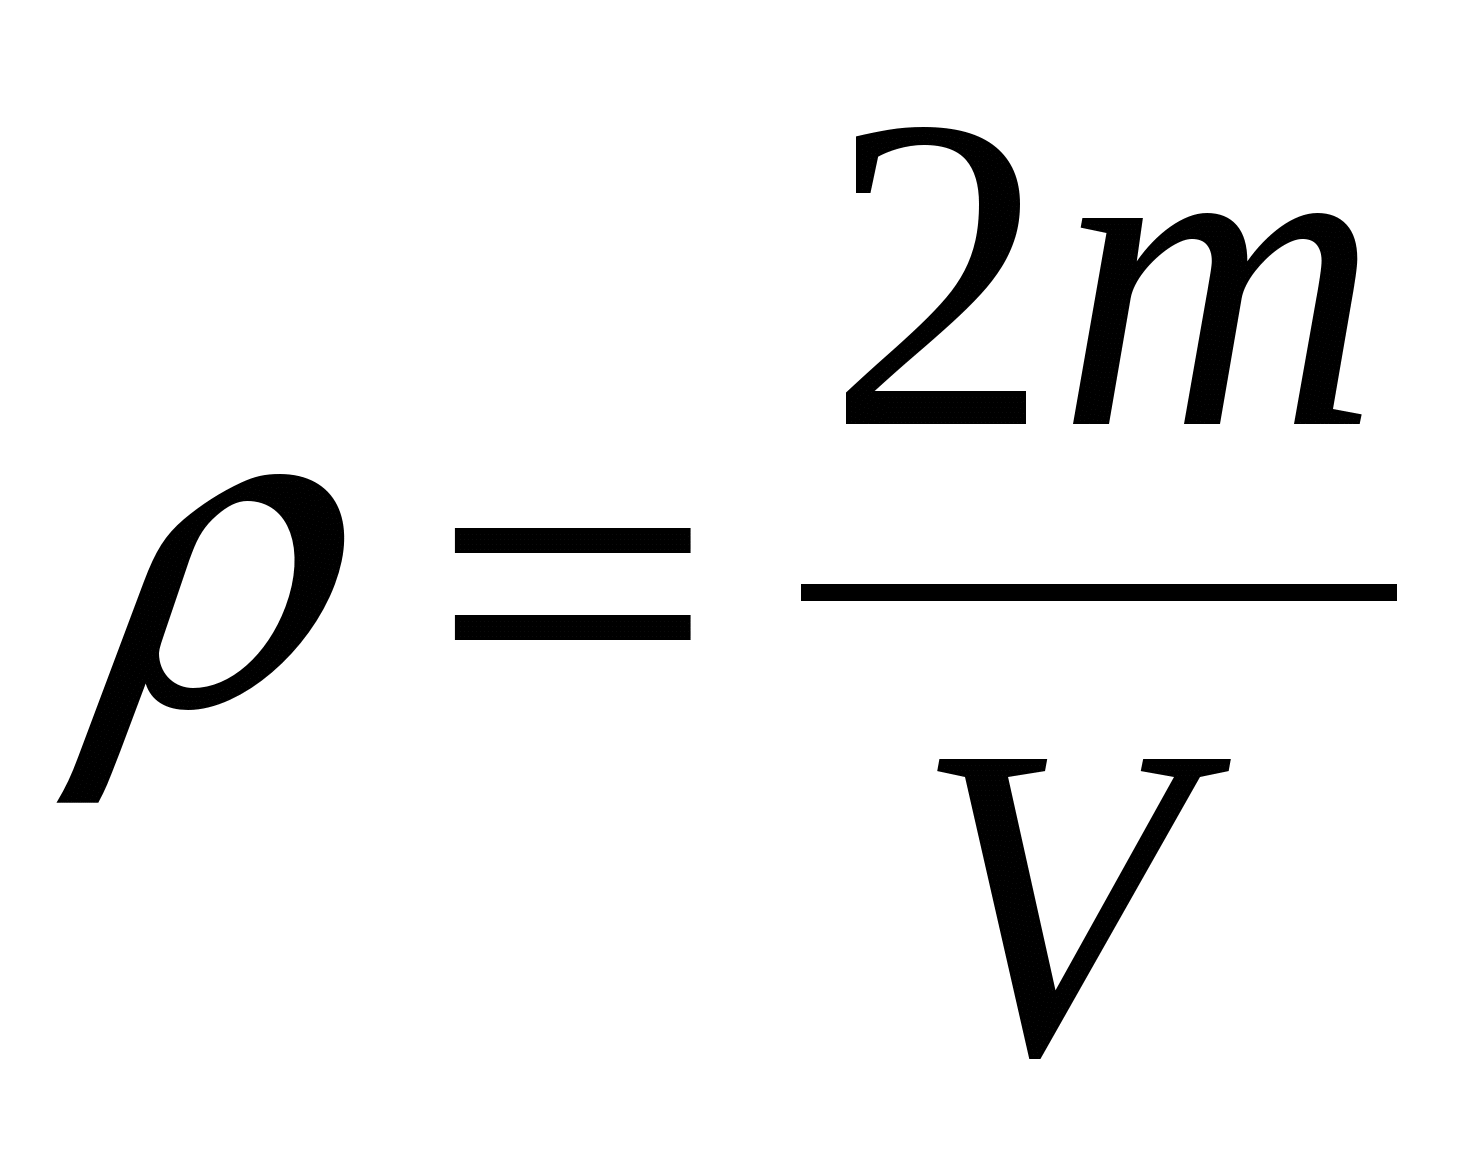 ρ = 2m / V